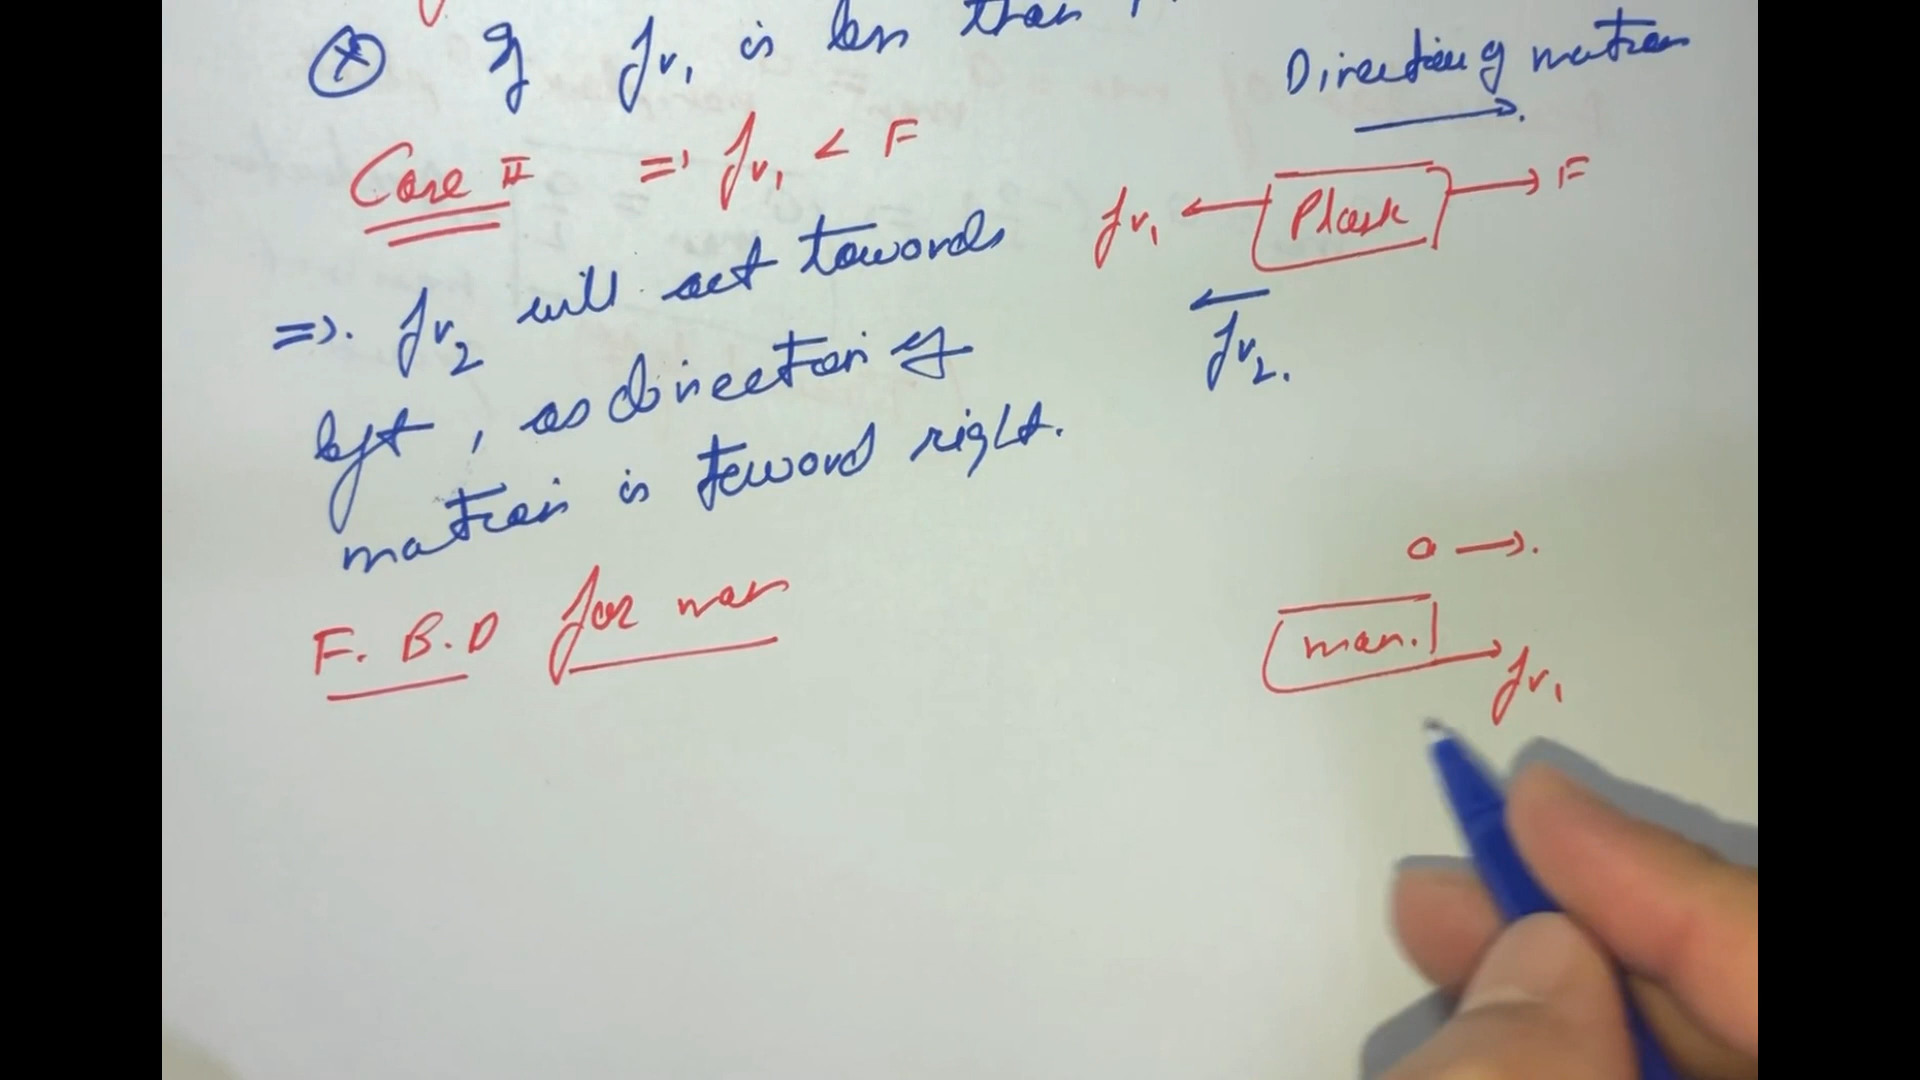 If fr1 is less than
Direction of motion
Case II => fr1 < F
fr1 Plank F
=> fr2 will act towards
left, as direction of
fr2.
motion is toward right.
a →.
F.B.D for man
man. fr1